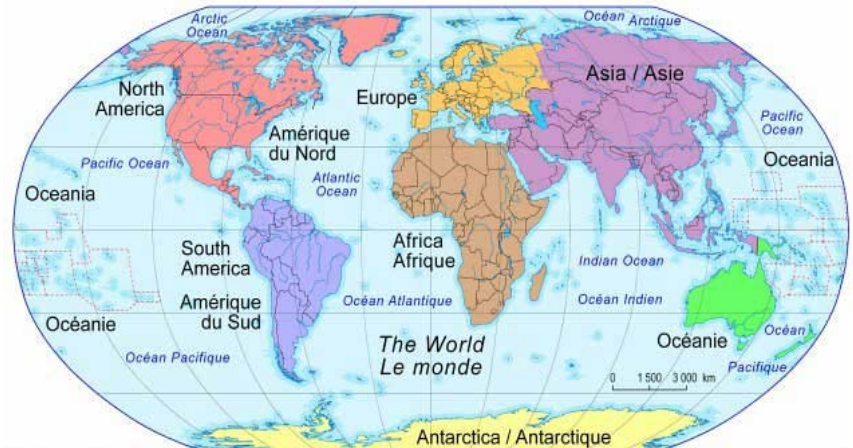 Arctic
Ocean
Océan
Arctique
North
America
Europe
Asia / Asie
Amérique
du Nord
Pacific
Ocean
Pacific Ocean
Atlantic
Ocean
Oceania
Oceania
South
America
Africa
Afrique
Indian Ocean
Amérique
du Sud
Océan Atlantique
Océan Indien
Océanie
Océanie
Océan
Pacifique
Océan Pacifique
The World
Le monde
0 1 500 3 000 km
Antarctica / Antarctique